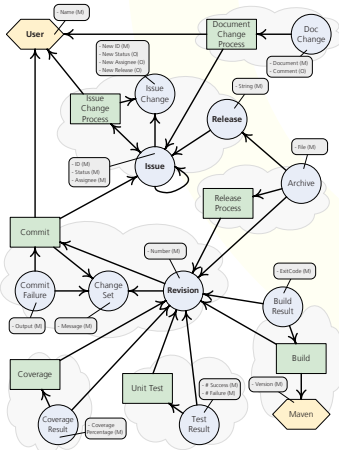 - Name (M)
User
Document
Change
Process
Doc
Change
- Document (M)
- Comment (O)
- New ID (M)
- New Status (O)
- New Assignee (O)
- New Release (O)
Issue
Change
Issue
Change
Process
- String (M)
Release
- File (M)
Archive
- ID (M)
- Status (M)
- Assignee (M)
Issue
Release
Process
Commit
- Number (M)
Commit
Failure
Change
Set
Revision
- ExitCode (M)
Build
Result
- Output (M)
- Message (M)
Build
Coverage
Unit Test
- # Success (M)
- # Failure (M)
- Version (M)
Maven
Coverage
Result
- Coverage
Percentage (M)
Test
Result